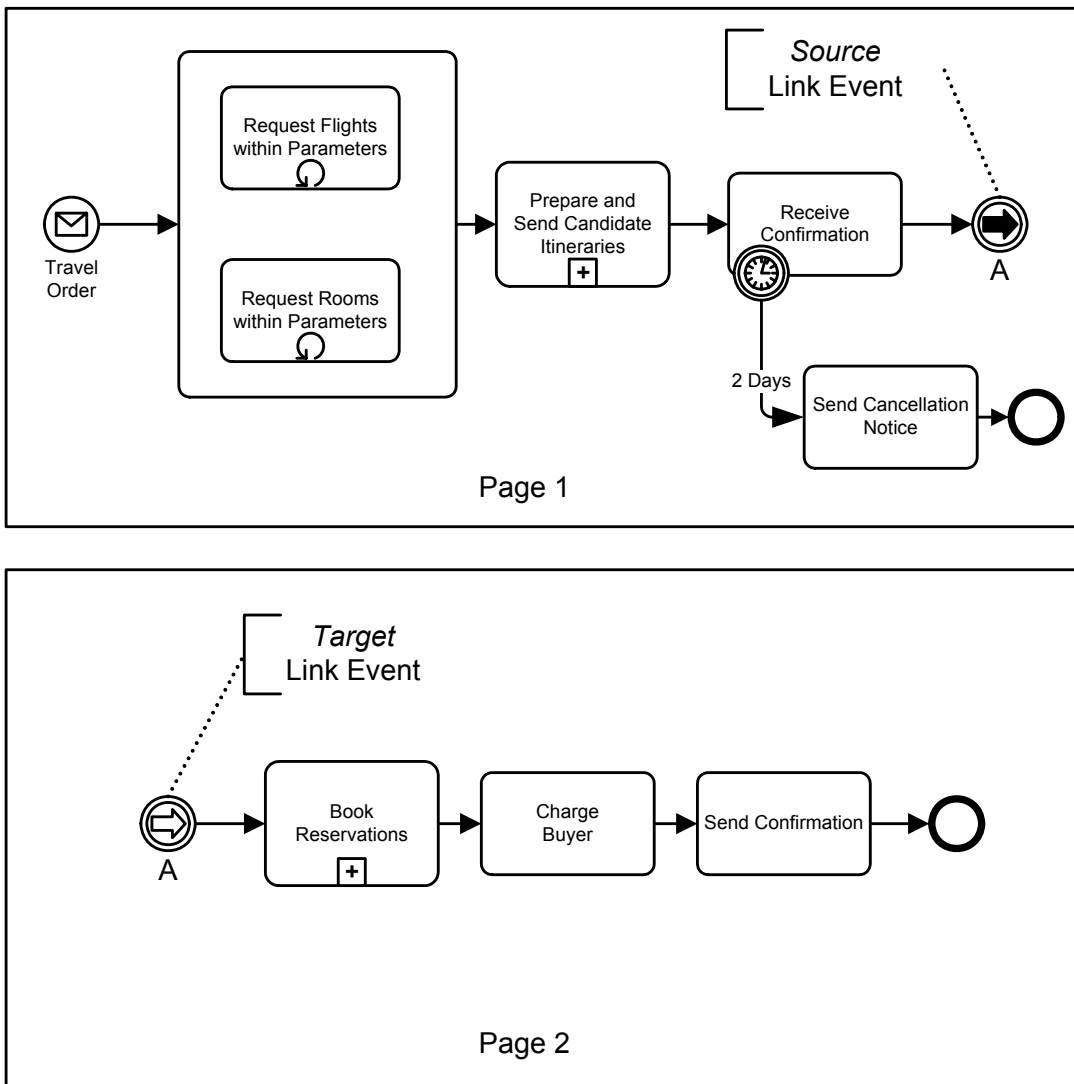 Source
Link Event
Request Flights
within Parameters
Travel
Order
Request Rooms
within Parameters
Prepare and
Send Candidate
Itineraries
Receive
Confirmation
A
2 Days
Send Cancellation
Notice
Page 1
Target
Link Event
A
Book
Reservations
Charge
Buyer
Send Confirmation
Page 2